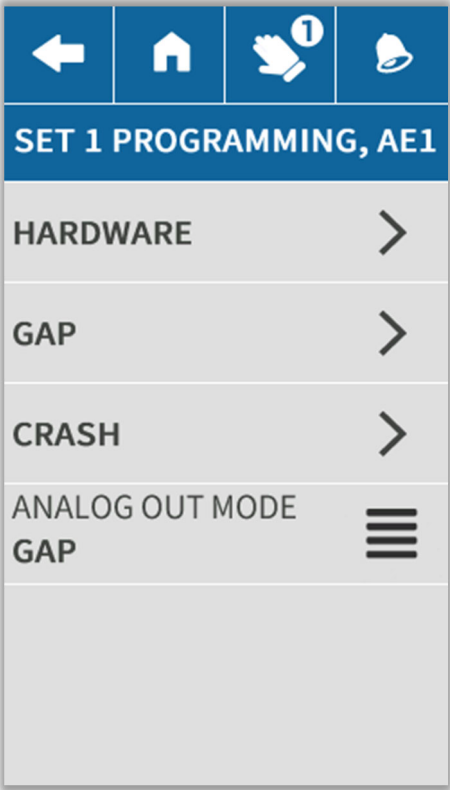 1
SET 1 PROGRAMMING, AE1
HARDWARE
GAP
CRASH
ANALOG OUT MODE
GAP